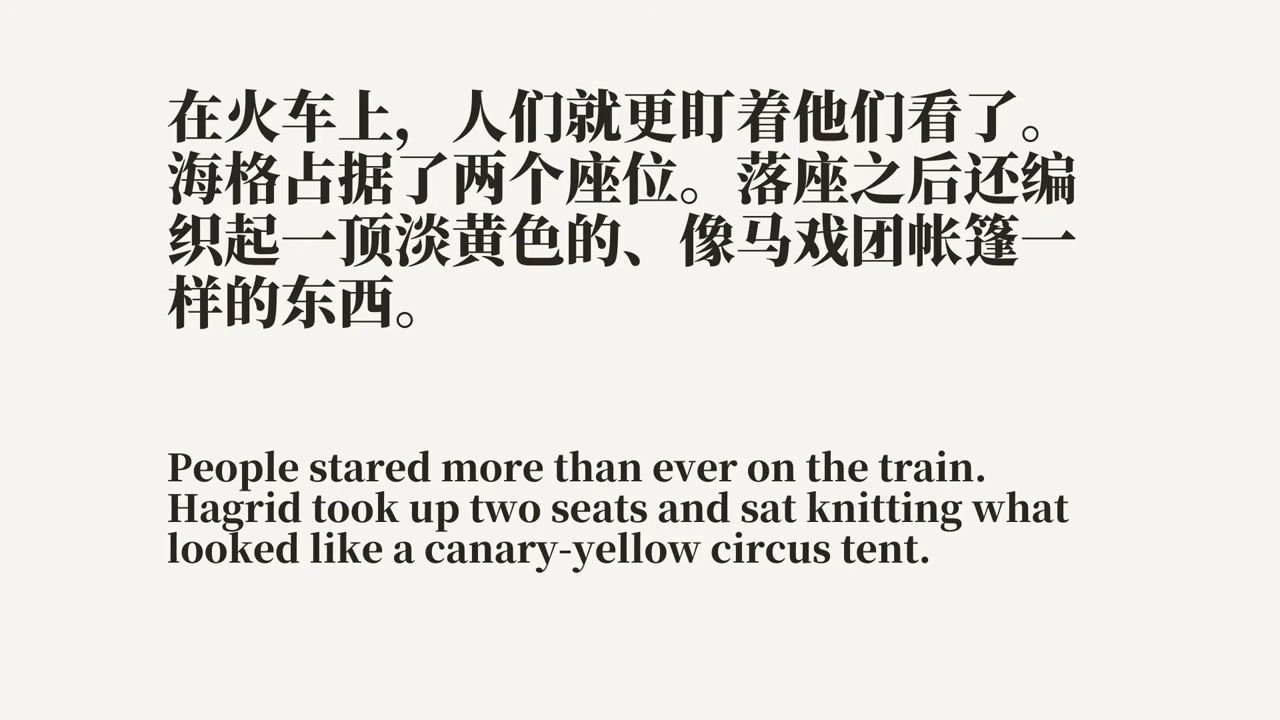 在火车上，人们就更盯着他们看了。
海格占据了两个座位。落座之后还编
织起一顶淡黄色的、像马戏团帐篷一
样的东西。
People stared more than ever on the train.
Hagrid took up two seats and sat knitting what
looked like a canary-yellow circus tent.